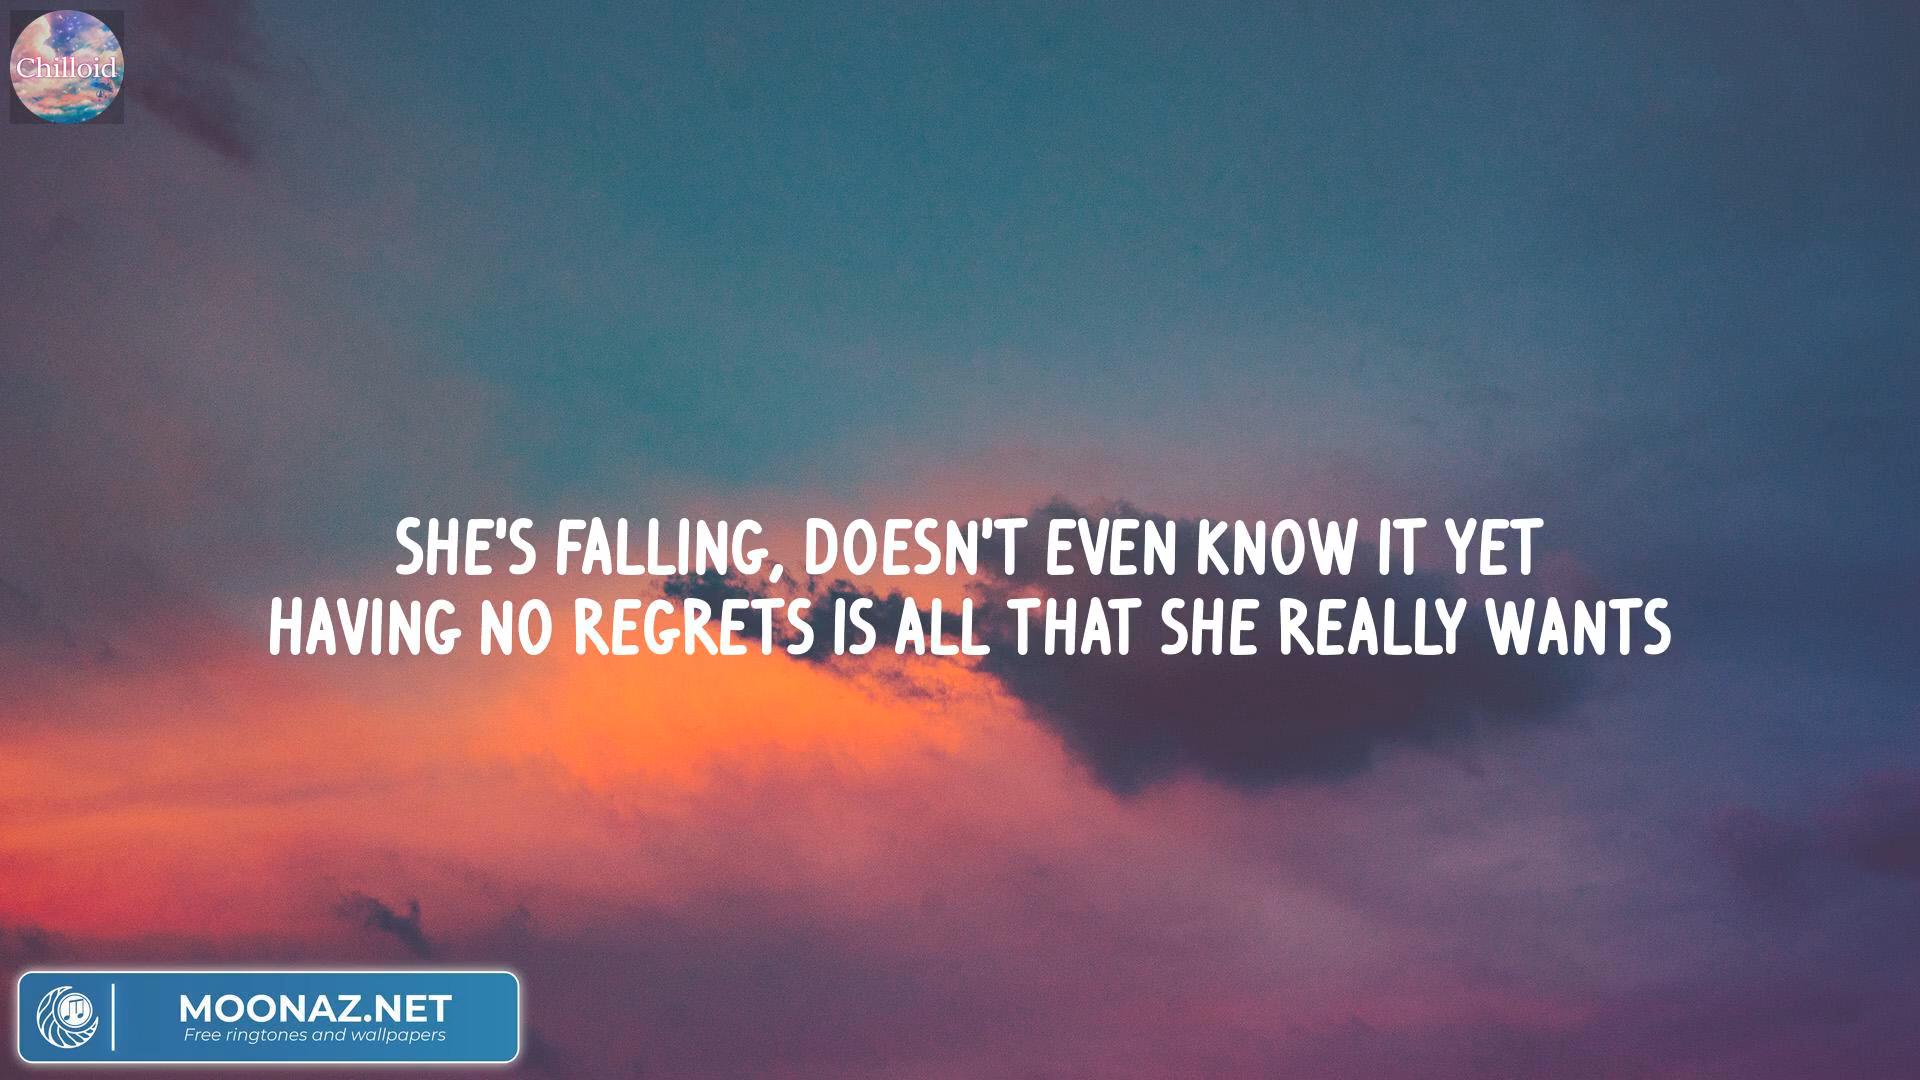 Chilloid
SHE'S FALLING, DOESN'T EVEN KNOW IT YET
HAVING NO REGRETS IS ALL THAT SHE REALLY WANTS
MOONAZ.NET
Free ringtones and wallpapers